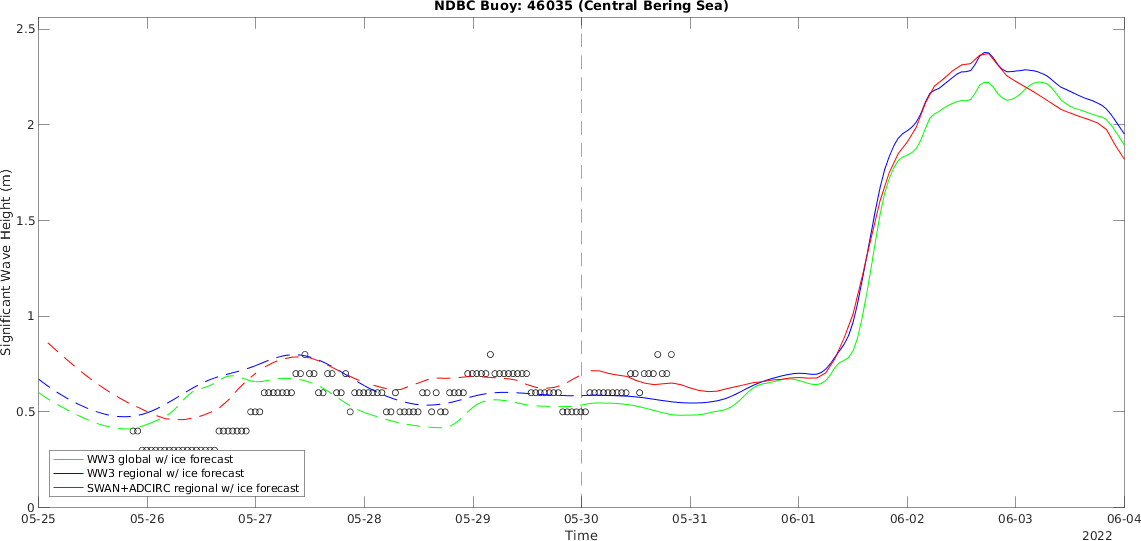 NDBC Buoy: 46035 (Central Bering Sea)
2.5
2
1.5
1
0.5
0
Significant Wave Height (m)
WW3 global w/ ice forecast
WW3 regional w/ ice forecast
SWAN+ADCIRC regional w/ ice forecast
05-25 05-26 05-27 05-28 05-29 05-30 05-31 06-01 06-02 06-03 06-04
Time
2022